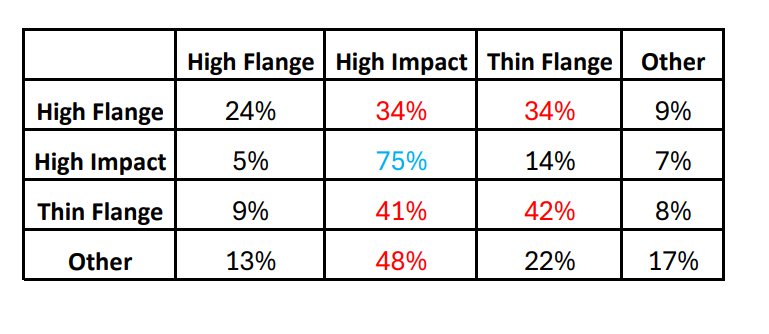 High Flange High Impact Thin Flange Other
High Flange 24% 34% 34% 9%
High Impact 5% 75% 14% 7%
Thin Flange 9% 41% 42% 8%
Other 13% 48% 22% 17%